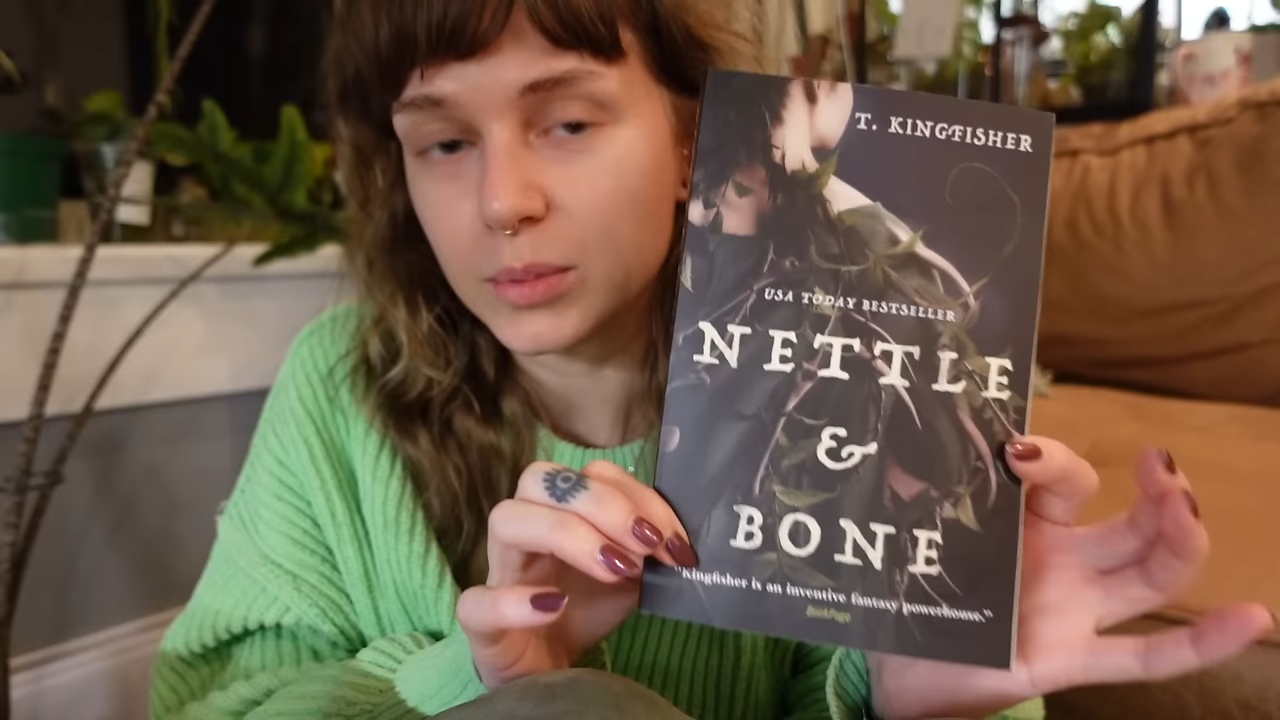 T. KINGFISHER
USA TODAY BESTSELLER
NETTLE
&
BONE
"Kingfisher is an inventive fantasy powerhouse."
BookPage